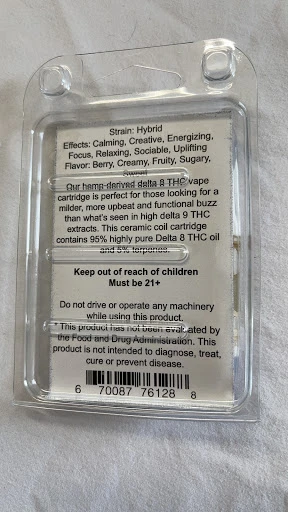 Strain: Hybrid
Effects: Calming, Creative, Energizing,
Focus, Relaxing, Sociable, Uplifting
Flavor: Berry, Creamy, Fruity, Sugary,
Sweet
Our hemp-derived delta 8 THC vape
cartridge is perfect for those looking for a
milder, more upbeat and functional buzz
than what's seen in high delta 9 THC
extracts. This ceramic coil cartridge
contains 95% highly pure Delta 8 THC oil
and 5% terpenes.
Keep out of reach of children
Must be 21+
Do not drive or operate any machinery
while using this product.
* This product has not been evaluated by
the Food and Drug Administration. This
product is not intended to diagnose, treat,
cure or prevent disease.
6 70087 76128 8